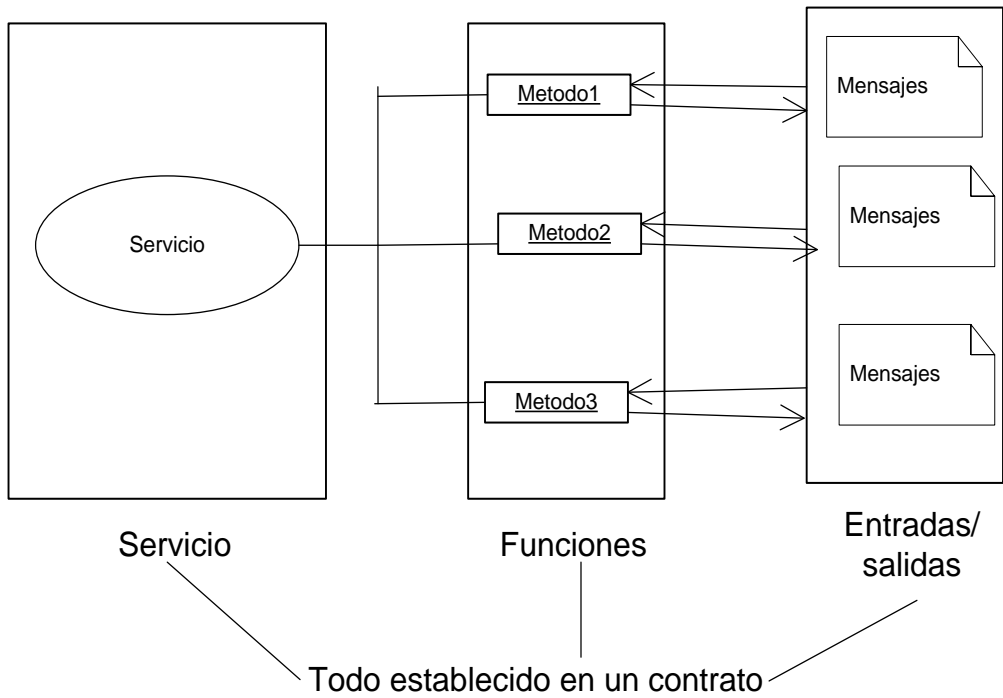 Servicio
Metodo1
Metodo2
Metodo3
Mensajes
Mensajes
Mensajes
Servicio
Funciones
Entradas/
salidas
Todo establecido en un contrato